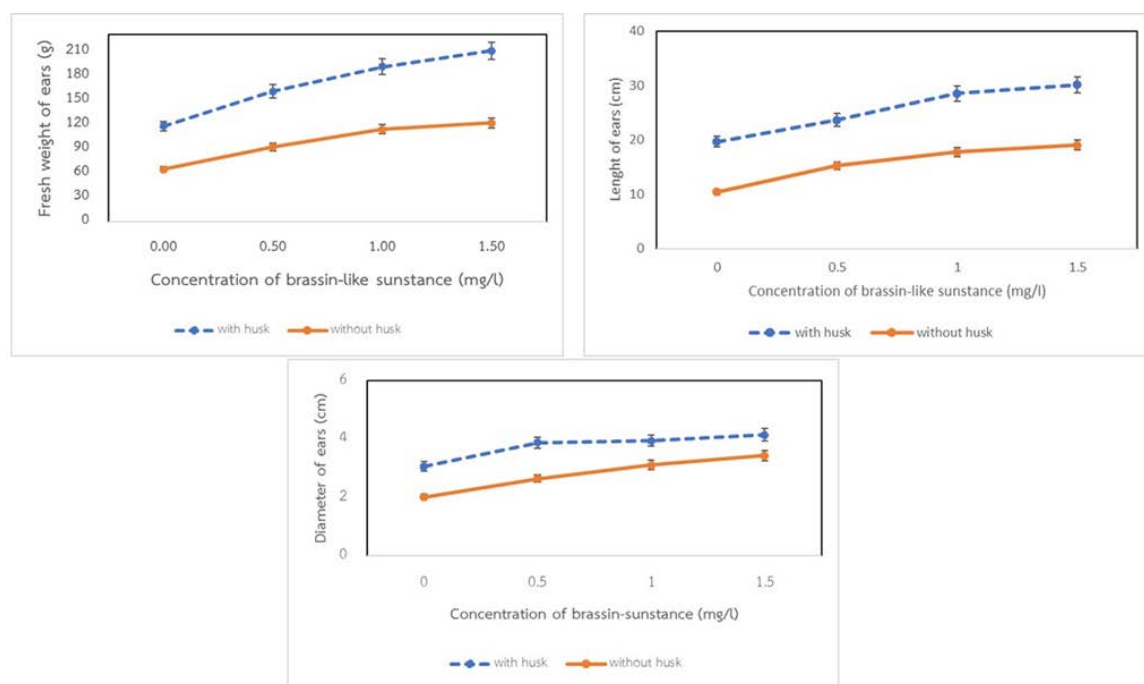 Fresh weight of ears (g)
210
180
150
120
90
60
30
0
0.00 0.50 1.00 1.50
Concentration of brassin-like sunstance (mg/l)
with husk without husk
Lenght of ears (cm)
40
30
20
10
0
0 0.5 1 1.5
Concentration of brassin-like sunstance (mg/l)
with husk without husk
Diameter of ears (cm)
6
4
2
0
0 0.5 1 1.5
Concentration of brassin-sunstance (mg/l)
with husk without husk